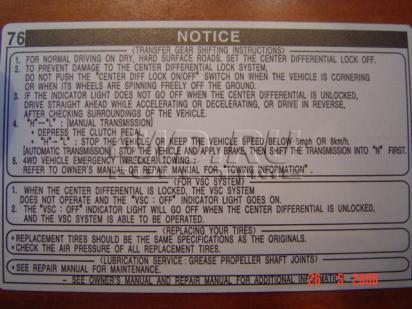 76 NOTICE
(TRANSFER GEAR SHIFTING INSTRUCTIONS)
1. FOR NORMAL DRIVING ON DRY, HARD SURFACE ROADS, SET THE CENTER DIFFERENTIAL LOCK OFF.
2. TO PREVENT DAMAGE TO THE CENTER DIFFERENTIAL LOCK SYSTEM,
DO NOT PUSH THE "CENTER DIFF LOCK ON/OFF" SWITCH ON WHEN THE VEHICLE IS CORNERING
OR WHEN ITS WHEELS ARE SPINNING FREELY OFF THE GROUND.
3. IF THE INDICATOR LIGHT DOES NOT GO OFF WHEN THE CENTER DIFFERENTIAL IS UNLOCKED,
DRIVE STRAIGHT AHEAD WHILE ACCELERATING OR DECELERATING, OR DRIVE IN REVERSE,
AFTER CHECKING SURROUNDINGS OF THE VEHICLE.
4. "H"↔"L" : [MANUAL TRANSMISSION]
• DEPRESS THE CLUTCH PEDAL.
• "H"→"L" : STOP THE VEHICLE, OR KEEP THE VEHICLE SPEED BELOW 5mph OR 8km/h.
[AUTOMATIC TRANSMISSION] : STOP THE VEHICLE AND APPLY BRAKE, THEN SHIFT THE TRANSMISSION INTO "N" FIRST.
5. 4WD VEHICLE EMERGENCY (WRECKER) TOWING :
REFER TO OWNER'S MANUAL OR REPAIR MANUAL FOR "TOWING INFORMATION".
(FOR VSC SYSTEM)
1. WHEN THE CENTER DIFFERENTIAL IS LOCKED, THE VSC SYSTEM
DOES NOT OPERATE AND THE "VSC : OFF" INDICATOR LIGHT GOES ON.
2. THE "VSC : OFF" INDICATOR LIGHT WILL GO OFF WHEN THE CENTER DIFFERENTIAL IS UNLOCKED,
AND THE VSC SYSTEM IS ABLE TO BE OPERATED.
(REPLACING YOUR TIRES)
• REPLACEMENT TIRES SHOULD BE THE SAME SPECIFICATIONS AS THE ORIGINALS.
• CHECK THE AIR PRESSURE OF ALL REPLACEMENT TIRES.
(LUBRICATION SERVICE : GREASE PROPELLER SHAFT JOINTS)
• SEE REPAIR MANUAL FOR MAINTENANCE.
– SEE OWNER'S MANUAL AND REPAIR MANUAL FOR ADDITIONAL INFORMATION –